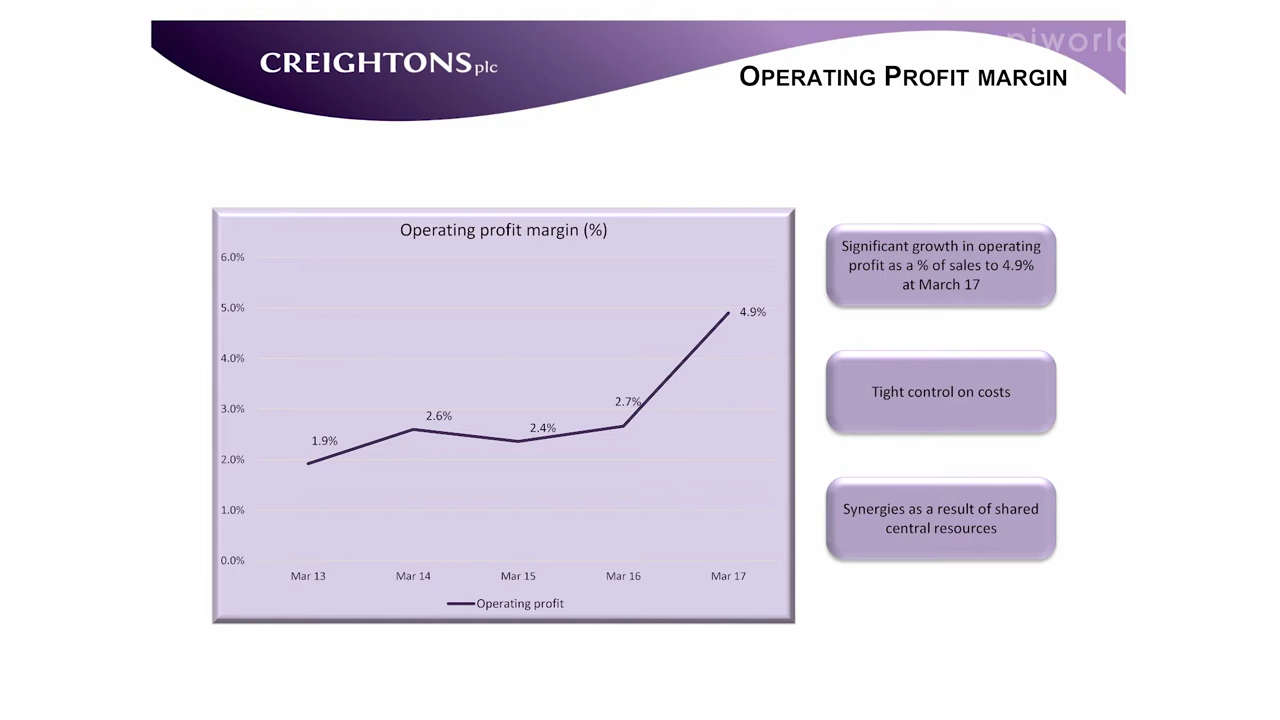 piworld
CREIGHTONS plc
OPERATING PROFIT MARGIN
Operating profit margin (%)
6.0%
5.0%
4.0%
3.0%
2.0%
1.0%
0.0%
1.9%
2.6%
2.4%
2.7%
4.9%
Mar 13
Mar 14
Mar 15
Mar 16
Mar 17
Operating profit
Significant growth in operating
profit as a % of sales to 4.9%
at March 17
Tight control on costs
Synergies as a result of shared
central resources